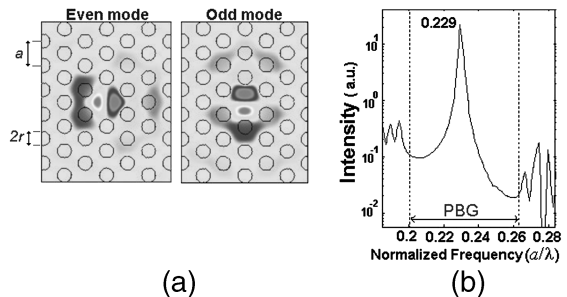 Even mode
Odd mode
a
2r
(a)
0.229
Intensity (a.u.)
10¹
10⁰
10⁻¹
10⁻²
PBG
0.2 0.22 0.24 0.26 0.28
Normalized Frequency (a/λ)
(b)